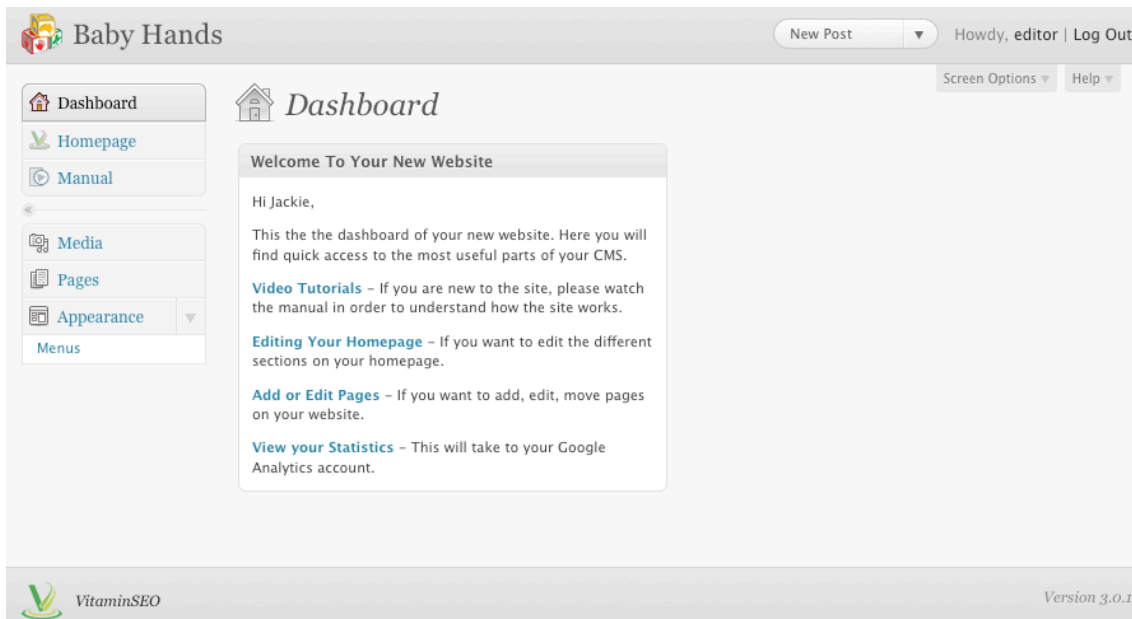 Baby Hands
New Post
Howdy, editor | Log Out
Screen Options
Help
Dashboard
Homepage
Manual
Media
Pages
Appearance
Menus
Dashboard
Welcome To Your New Website
Hi Jackie,
This the the dashboard of your new website. Here you will
find quick access to the most useful parts of your CMS.
Video Tutorials – If you are new to the site, please watch
the manual in order to understand how the site works.
Editing Your Homepage – If you want to edit the different
sections on your homepage.
Add or Edit Pages – If you want to add, edit, move pages
on your website.
View your Statistics – This will take to your Google
Analytics account.
VitaminSEO
Version 3.0.1